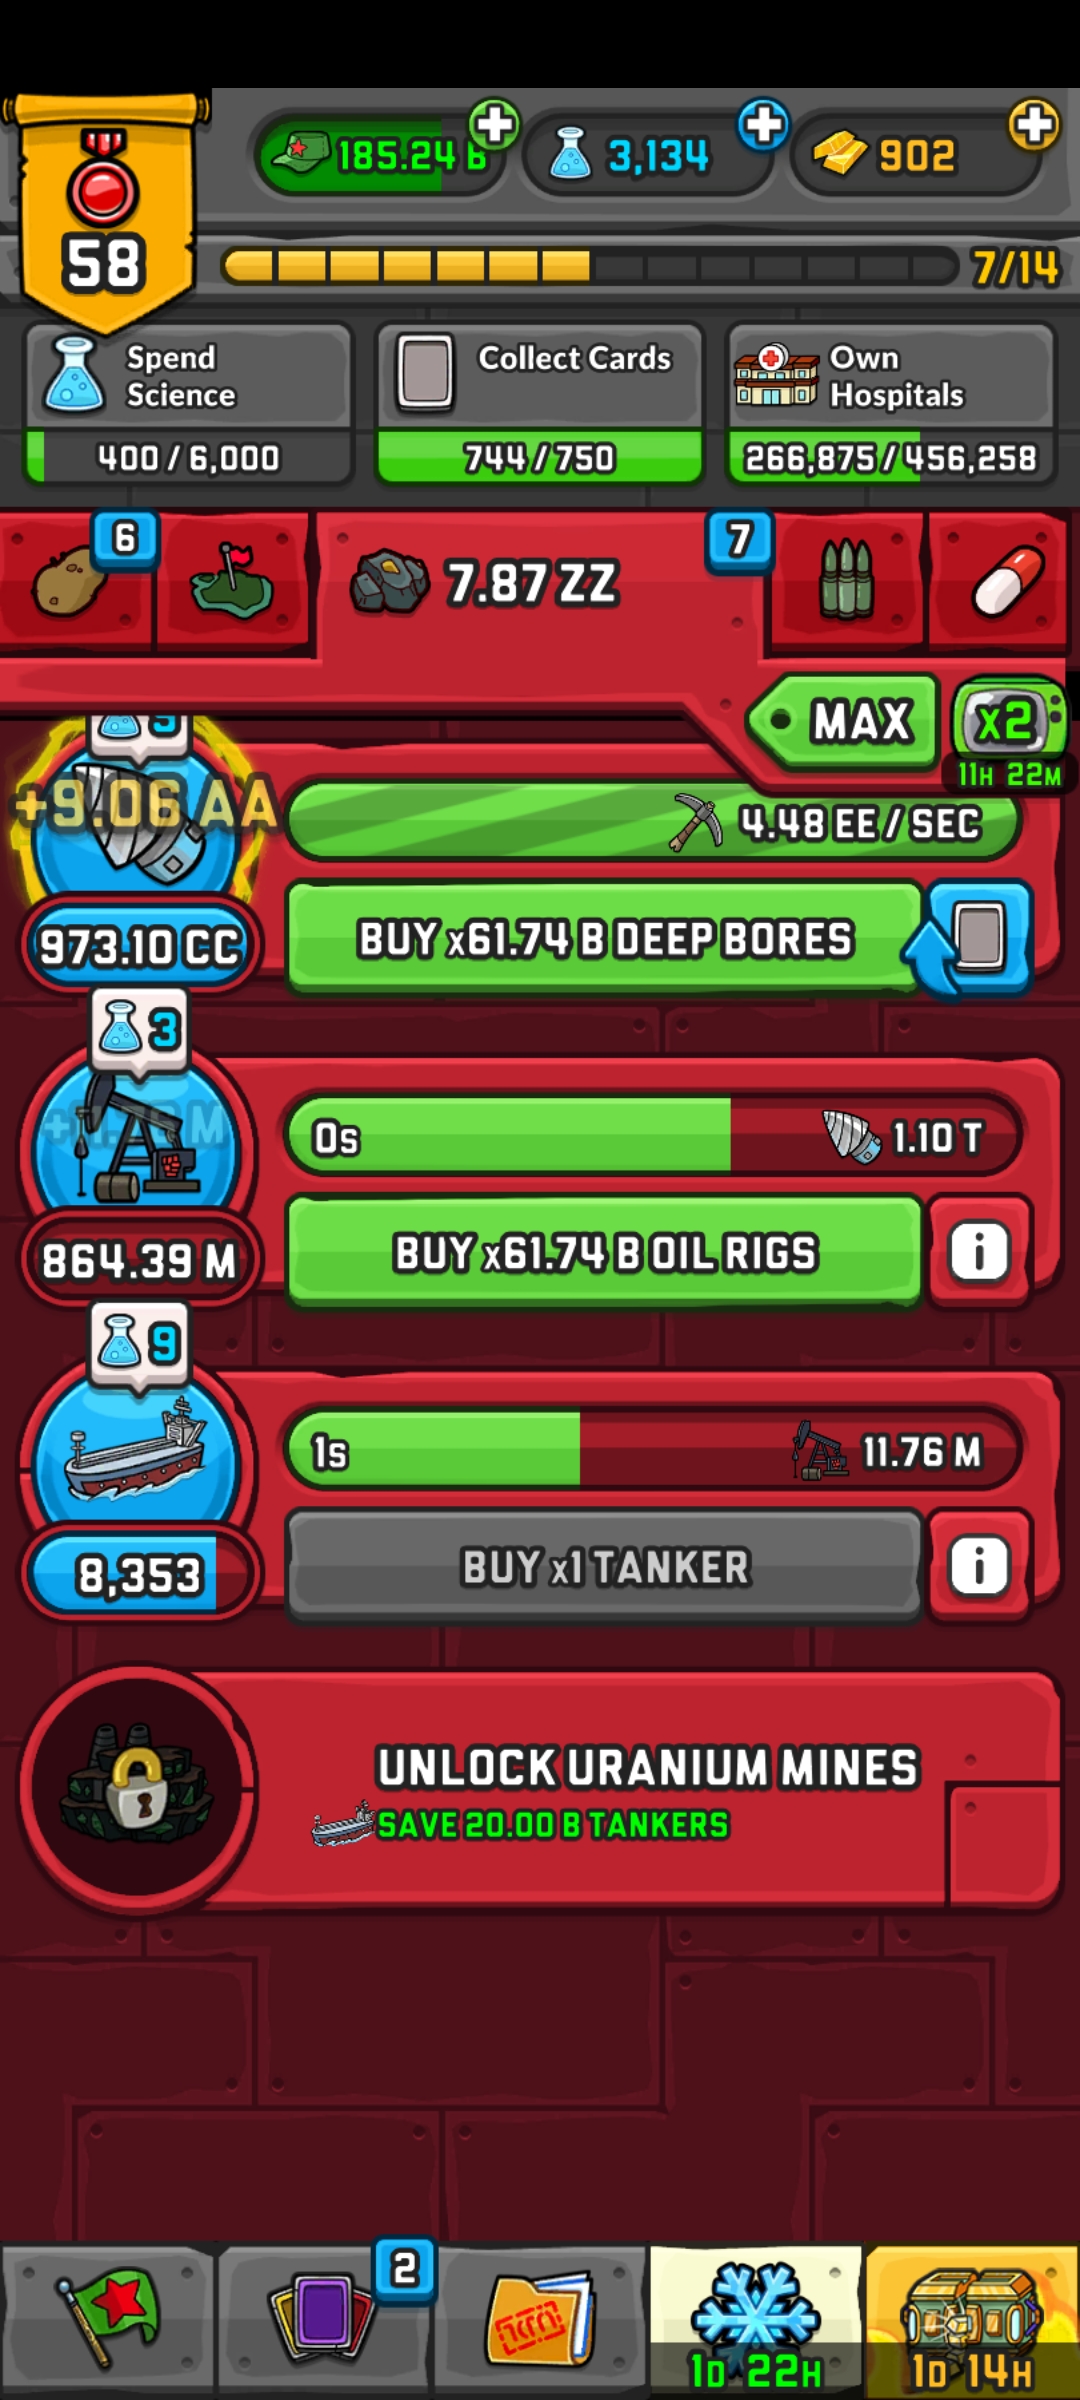 58
185.24 B
3,134
902
7/14
Spend
Science
400 / 6,000
Collect Cards
744 / 750
Own
Hospitals
266,875 / 456,258
6
7.87 ZZ
7
MAX
x2
11H 22M
+9.06 AA
4.48 EE / SEC
973.10 CC
BUY x61.74 B DEEP BORES
3
0s
1.10 T
864.39 M
BUY x61.74 B OIL RIGS
i
9
1s
11.76 M
8,353
BUY x1 TANKER
i
UNLOCK URANIUM MINES
SAVE 20.00 B TANKERS
2
1D 22H
1D 14H